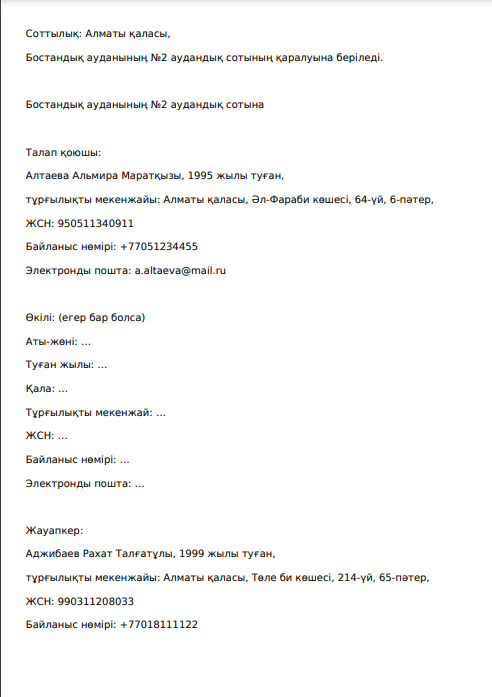 Соттылық: Алматы қаласы,
Бостандық ауданының №2 аудандық сотының қаралуына беріледі.
Бостандық ауданының №2 аудандық сотына
Талап қоюшы:
Алтаева Альмира Маратқызы, 1995 жылы туған,
тұрғылықты мекенжайы: Алматы қаласы, Әл-Фараби көшесі, 64-үй, 6-пәтер,
ЖСН: 950511340911
Байланыс нөмірі: +77051234455
Электронды пошта: a.altaeva@mail.ru
Өкілі: (егер бар болса)
Аты-жөні: ...
Туған жылы: ...
Қала: ...
Тұрғылықты мекенжай: ...
ЖСН: ...
Байланыс нөмірі: ...
Электронды пошта: ...
Жауапкер:
Аджибаев Рахат Талғатұлы, 1999 жылы туған,
тұрғылықты мекенжайы: Алматы қаласы, Төле би көшесі, 214-үй, 65-пәтер,
ЖСН: 990311208033
Байланыс нөмірі: +77018111122